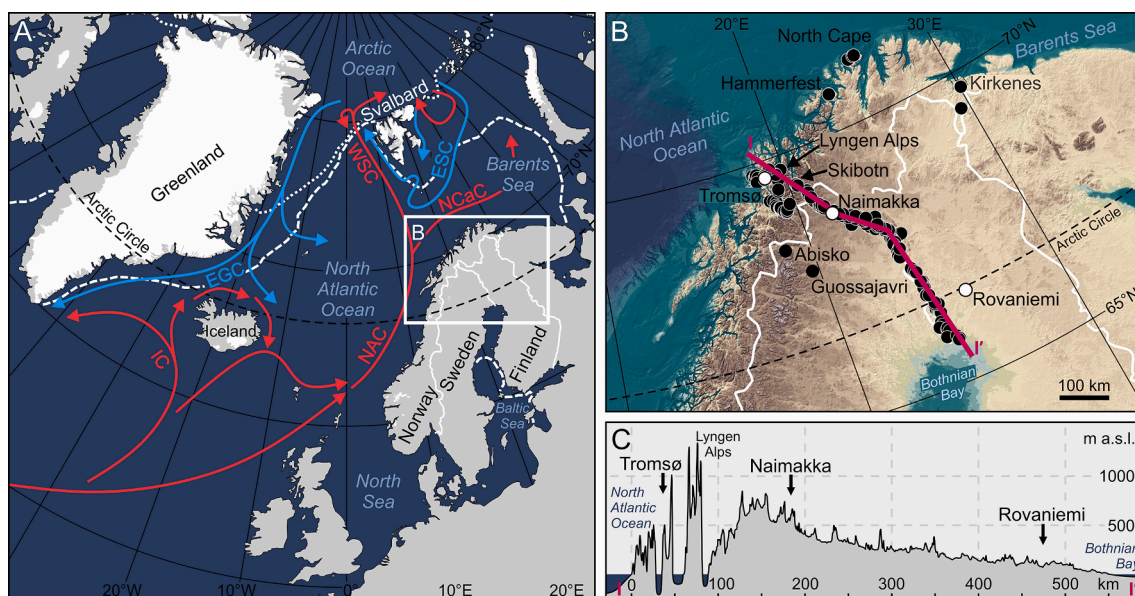 A
Arctic
Ocean
80°N
Svalbard
Greenland
WSC
ESC
Barents
Sea
70°N
NCaC
Arctic Circle
B
EGC
North
Atlantic
Ocean
Iceland
IC
NAC
Norway
Sweden
Finland
Baltic
Sea
North
Sea
20°W
10°W
0°
10°E
20°E
B
20°E
30°E
70°N
North Cape
Barents Sea
Hammerfest
Kirkenes
North Atlantic
Ocean
I
Lyngen Alps
Skibotn
Tromsø
Naimakka
Arctic Circle
Abisko
Guossajavri
Rovaniemi
65°N
I'
Bothnian
Bay
100 km
C
Lyngen
Alps
m a.s.l.
Tromsø
Naimakka
1000
North
Atlantic
Ocean
Rovaniemi
500
Bothnian
Bay
0
100
200
300
400
500
km